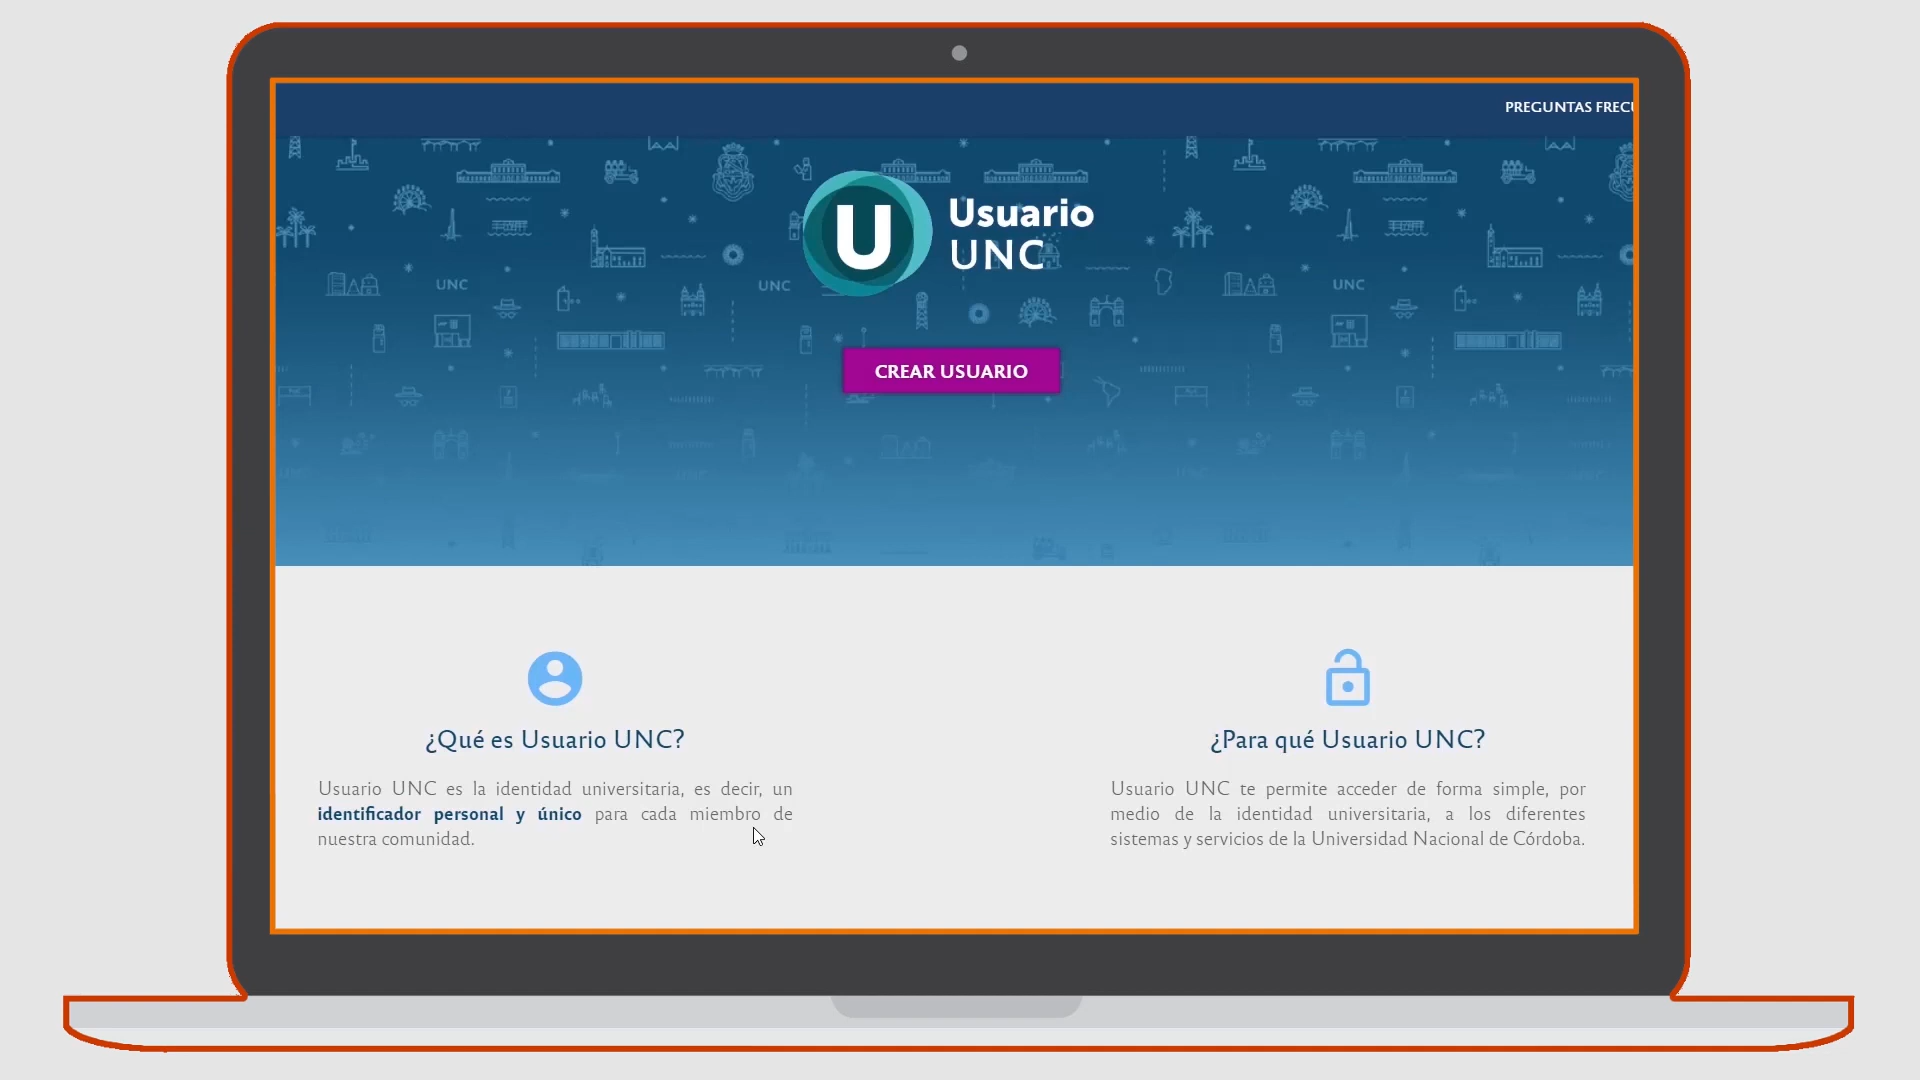 PREGUNTAS FRECU
U Usuario
UNC
UNC
UNC
UNC
CREAR USUARIO
¿Qué es Usuario UNC?
Usuario UNC es la identidad universitaria, es decir, un
identificador personal y único para cada miembro de
nuestra comunidad.
¿Para qué Usuario UNC?
Usuario UNC te permite acceder de forma simple, por
medio de la identidad universitaria, a los diferentes
sistemas y servicios de la Universidad Nacional de Córdoba.